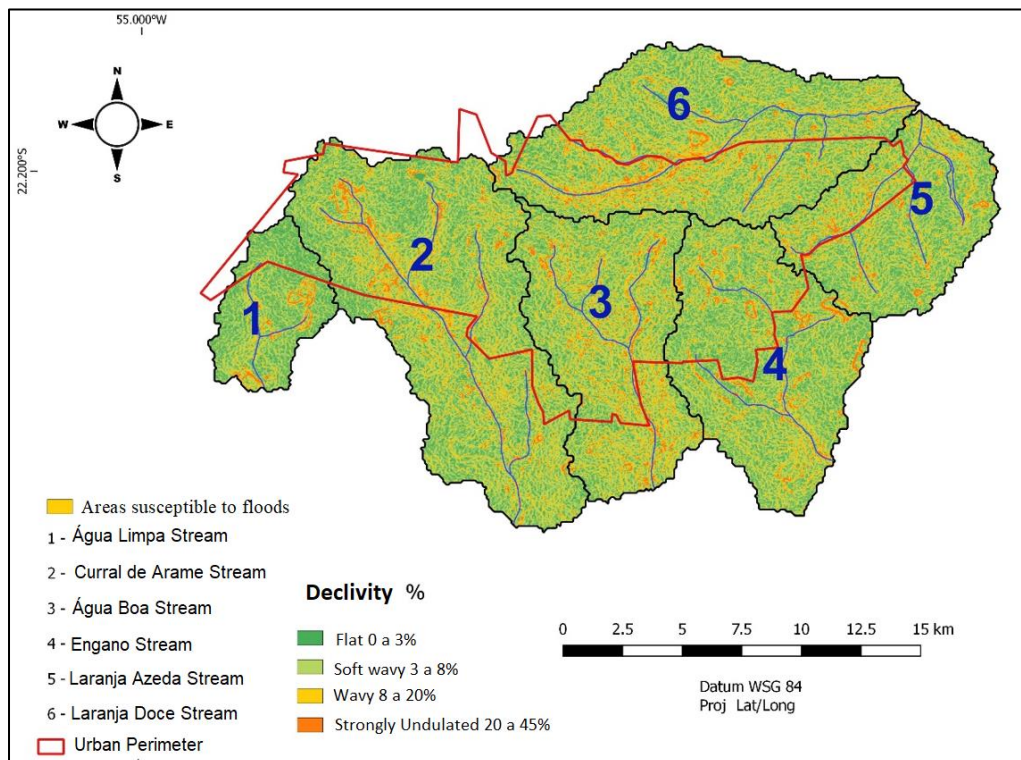 55.000°W
22.200°S
N
W E
S
6
5
2
3
1
4
Areas susceptible to floods
1 - Água Limpa Stream
2 - Curral de Arame Stream
3 - Água Boa Stream
4 - Engano Stream
5 - Laranja Azeda Stream
6 - Laranja Doce Stream
Urban Perimeter
Declivity %
Flat 0 a 3%
Soft wavy 3 a 8%
Wavy 8 a 20%
Strongly Undulated 20 a 45%
0 2.5 5 7.5 10 12.5 15 km
Datum WSG 84
Proj Lat/Long